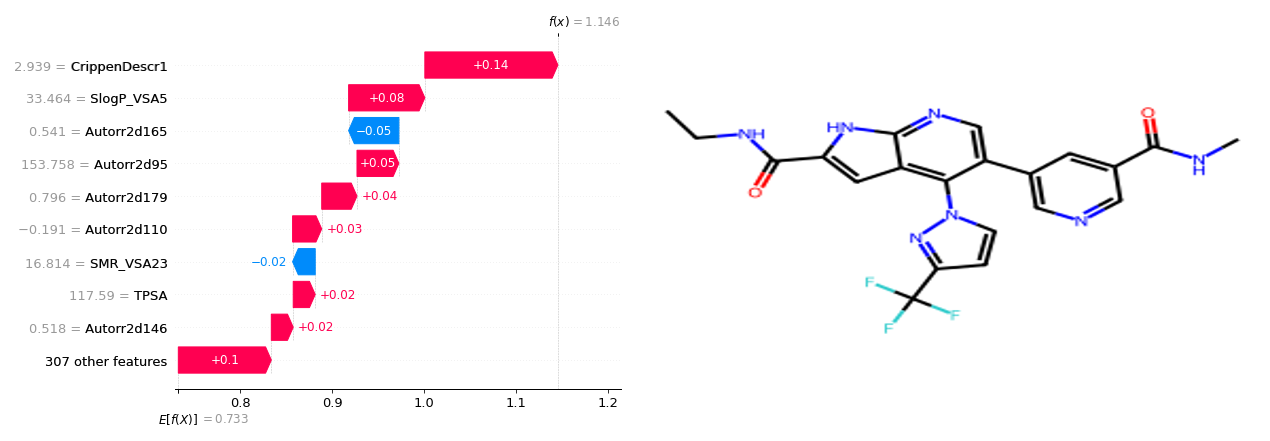 f(x) = 1.146
2.939 = CrippenDescr1
+0.14
33.464 = SlogP_VSA5
+0.08
0.541 = Autorr2d165
−0.05
153.758 = Autorr2d95
+0.05
0.796 = Autorr2d179
+0.04
−0.191 = Autorr2d110
+0.03
16.814 = SMR_VSA23
−0.02
117.59 = TPSA
+0.02
0.518 = Autorr2d146
+0.02
307 other features
+0.1
0.8 0.9 1.0 1.1 1.2
E[f(X)] = 0.733
O
N
NH
HN
NH
O
N
H
N
N
N
F
F
F